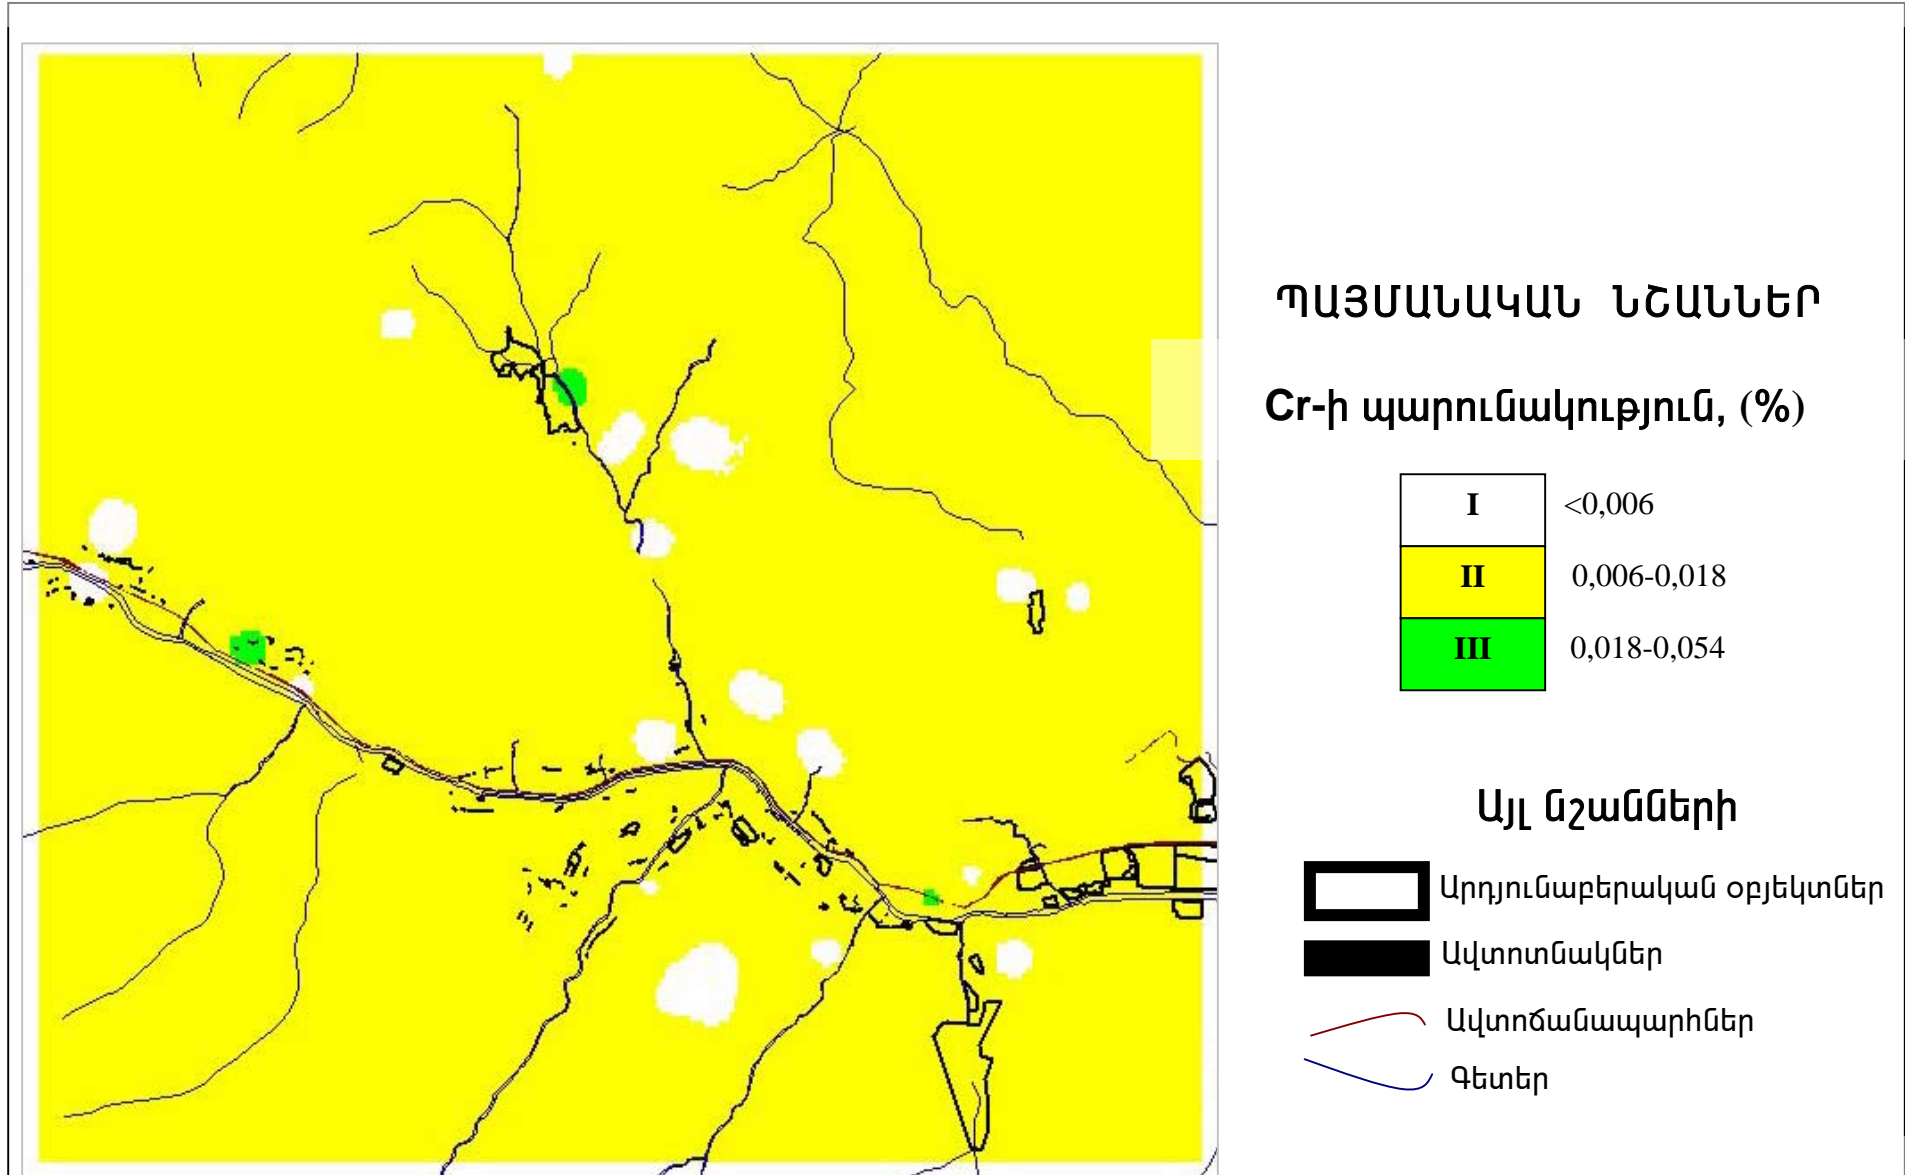 ՊԱՅՄԱՆԱԿԱՆ ՆՇԱՆՆԵՐ
Cr-ի պարունակություն, (%)
I <0,006
II 0,006-0,018
III 0,018-0,054
Այլ նշանների
Արդյունաբերական օբյեկտներ
Ավտոտնակներ
Ավտոճանապարհներ
Գետեր